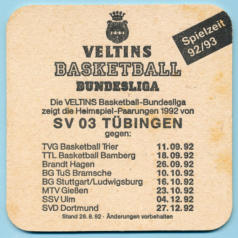 VELTINS
BASKETBALL
BUNDESLIGA
Spielzeit
92/93
Die VELTINS Basketball-Bundesliga
zeigt die Heimspiel-Paarungen 1992 von
SV 03 TÜBINGEN
gegen:
TVG Basketball Trier 11.09.92
TTL Basketball Bamberg 18.09.92
Brandt Hagen 26.09.92
BG TuS Bramsche 10.10.92
BG Stuttgart/Ludwigsburg 16.10.92
MTV Gießen 23.10.92
SSV Ulm 04.12.92
SVD Dortmund 27.12.92
Stand 26.8.92 · Änderungen vorbehalten